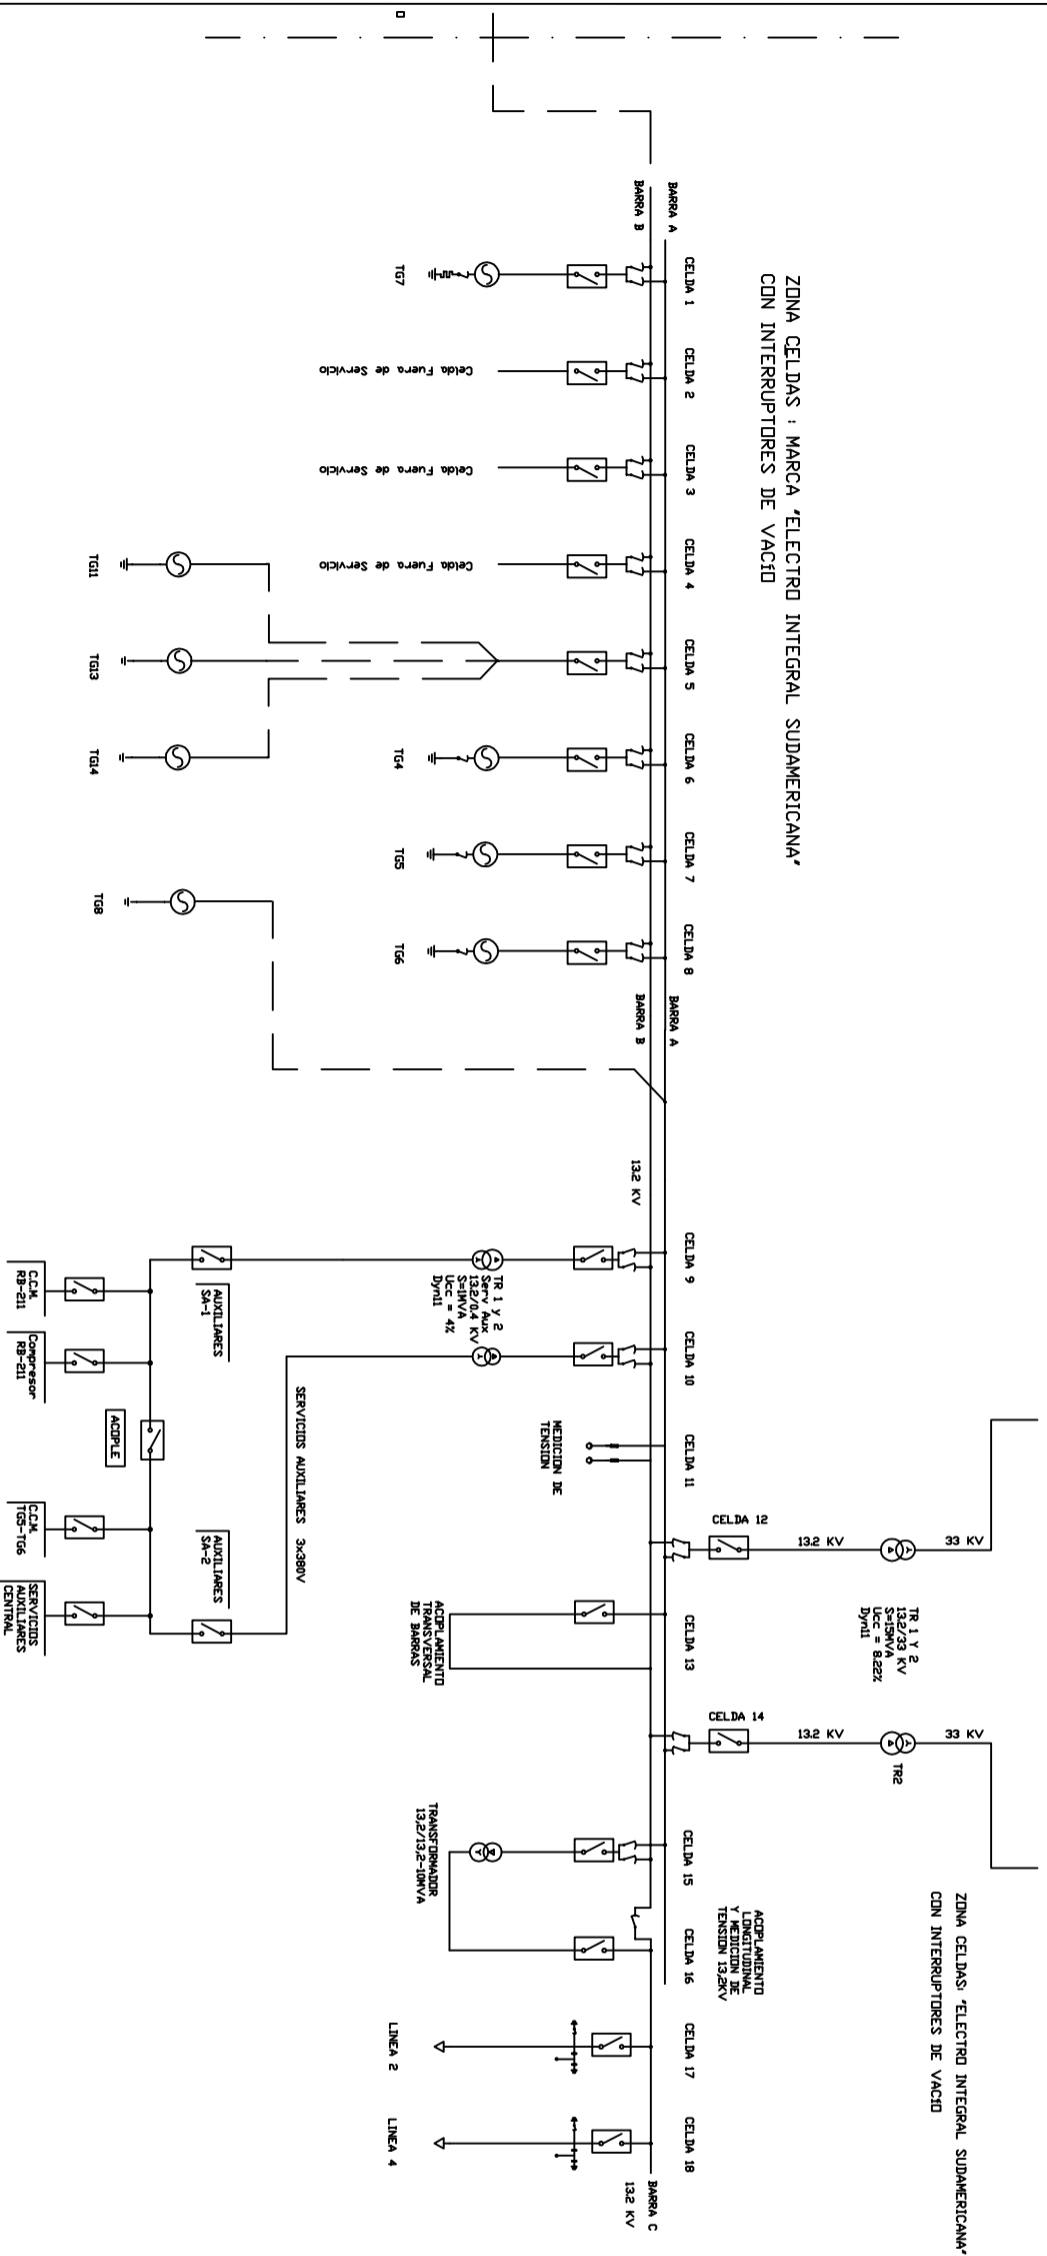 ZONA CELDAS : MARCA "ELECTRO INTEGRAL SUDAMERICANA"
CON INTERRUPTORES DE VACíO
ZONA CELDAS: "ELECTRO INTEGRAL SUDAMERICANA"
CON INTERRUPTORES DE VACíO
33 KV
33 KV
TR 1 Y 2
13.2/33 KV
S=15MVA
Ucc = 8.22%
Dyn11
TR2
13.2 KV
13.2 KV
CELDA 12
CELDA 14
ACOPLAMIENTO
LONGITUDINAL
Y MEDICION DE
TENSION 13,2KV
CELDA 1
CELDA 2
CELDA 3
CELDA 4
CELDA 5
CELDA 6
CELDA 7
CELDA 8
CELDA 9
CELDA 10
CELDA 11
CELDA 13
CELDA 15
CELDA 16
CELDA 17
CELDA 18
BARRA A
BARRA B
BARRA A
BARRA B
13.2 KV
BARRA C
13.2 KV
TG7
Celda Fuera de Servicio
Celda Fuera de Servicio
Celda Fuera de Servicio
TG4
TG5
TG6
TG11
TG13
TG14
TG8
TR 1 y 2
Serv Aux
13.2/0.4 KV
S=1MVA
Ucc = 4%
Dyn11
MEDICION DE
TENSION
ACOPLAMIENTO
TRANSVERSAL
DE BARRAS
TRANSFORMADOR
13,2/13,2-10MVA
LINEA 2
LINEA 4
SERVICIOS AUXILIARES 3x380V
AUXILIARES
SA-1
AUXILIARES
SA-2
ACOPLE
C.C.M.
RB-211
Compresor
RB-211
C.C.M.
TG5-TG6
SERVICIOS
AUXILIARES
CENTRAL